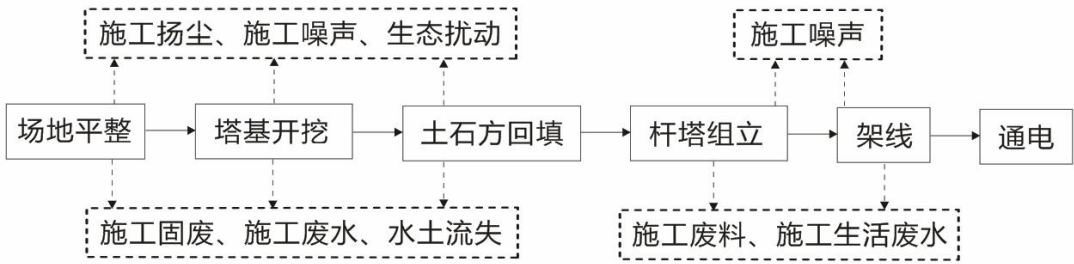 施工扬尘、施工噪声、生态扰动
施工噪声
场地平整
塔基开挖
土石方回填
杆塔组立
架线
通电
施工固废、施工废水、水土流失
施工废料、施工生活废水